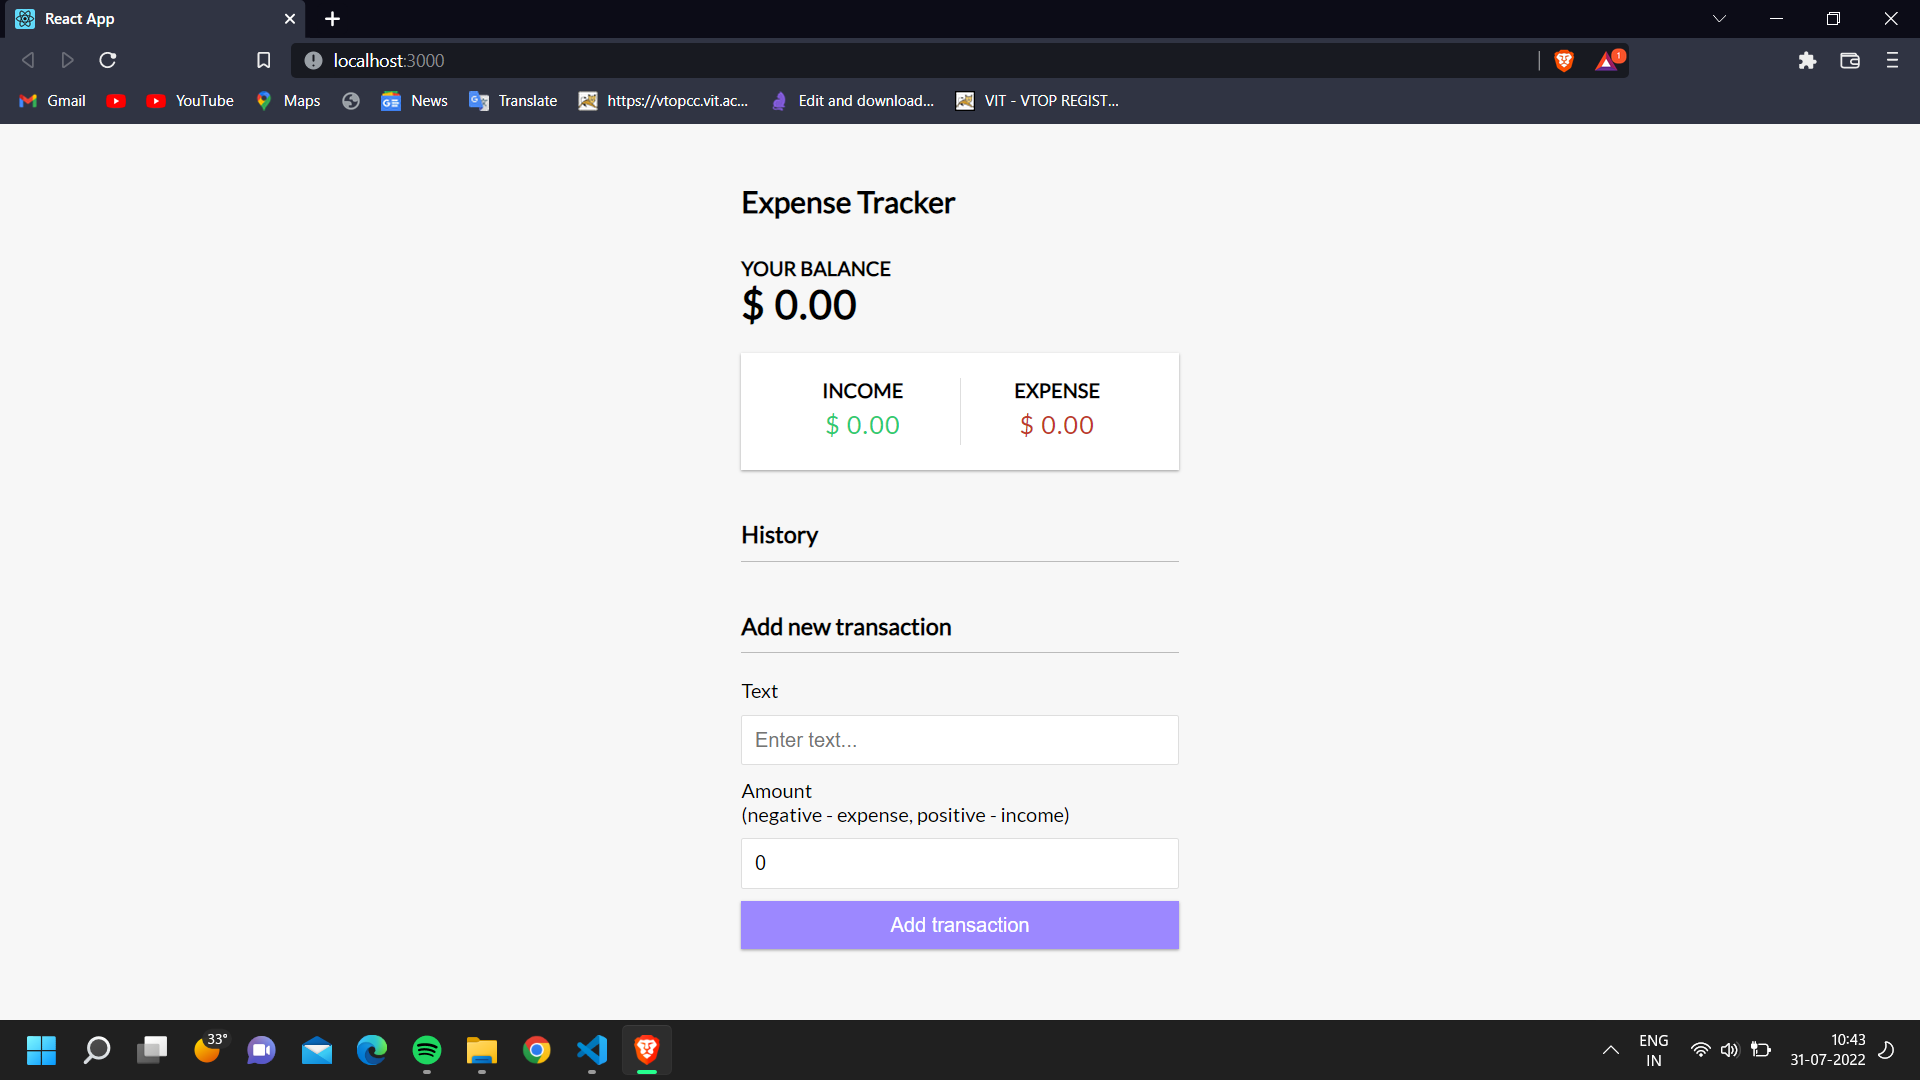 React App
localhost:3000
1
Gmail
YouTube
Maps
News
Translate
https://vtopcc.vit.ac...
Edit and download...
VIT - VTOP REGIST...
Expense Tracker
YOUR BALANCE
$ 0.00
INCOME
EXPENSE
$ 0.00
$ 0.00
History
Add new transaction
Text
Enter text...
Amount
(negative - expense, positive - income)
0
Add transaction
33°
ENG
IN
10:43
31-07-2022